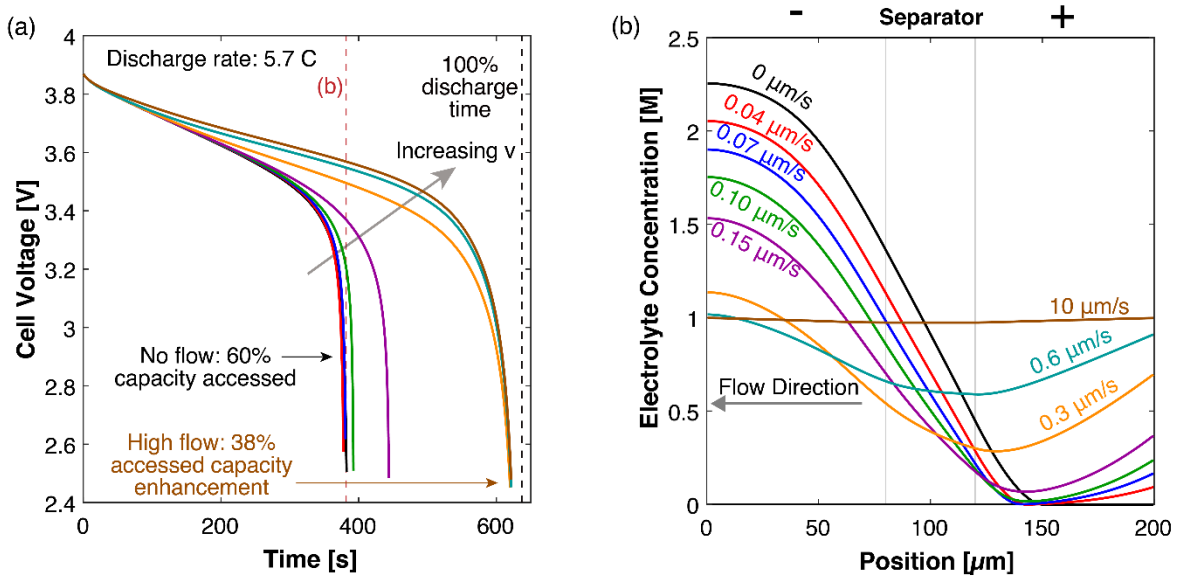 (a)
Discharge rate: 5.7 C
(b)
100%
discharge
time
Increasing v
No flow: 60%
capacity accessed
High flow: 38%
accessed capacity
enhancement
Cell Voltage [V]
4
3.8
3.6
3.4
3.2
3
2.8
2.6
2.4
0
200
400
600
Time [s]
(b)
-
Separator
+
Electrolyte Concentration [M]
2.5
2
1.5
1
0.5
0
0 µm/s
0.04 µm/s
0.07 µm/s
0.10 µm/s
0.15 µm/s
10 µm/s
0.6 µm/s
0.3 µm/s
Flow Direction
0
50
100
150
200
Position [µm]